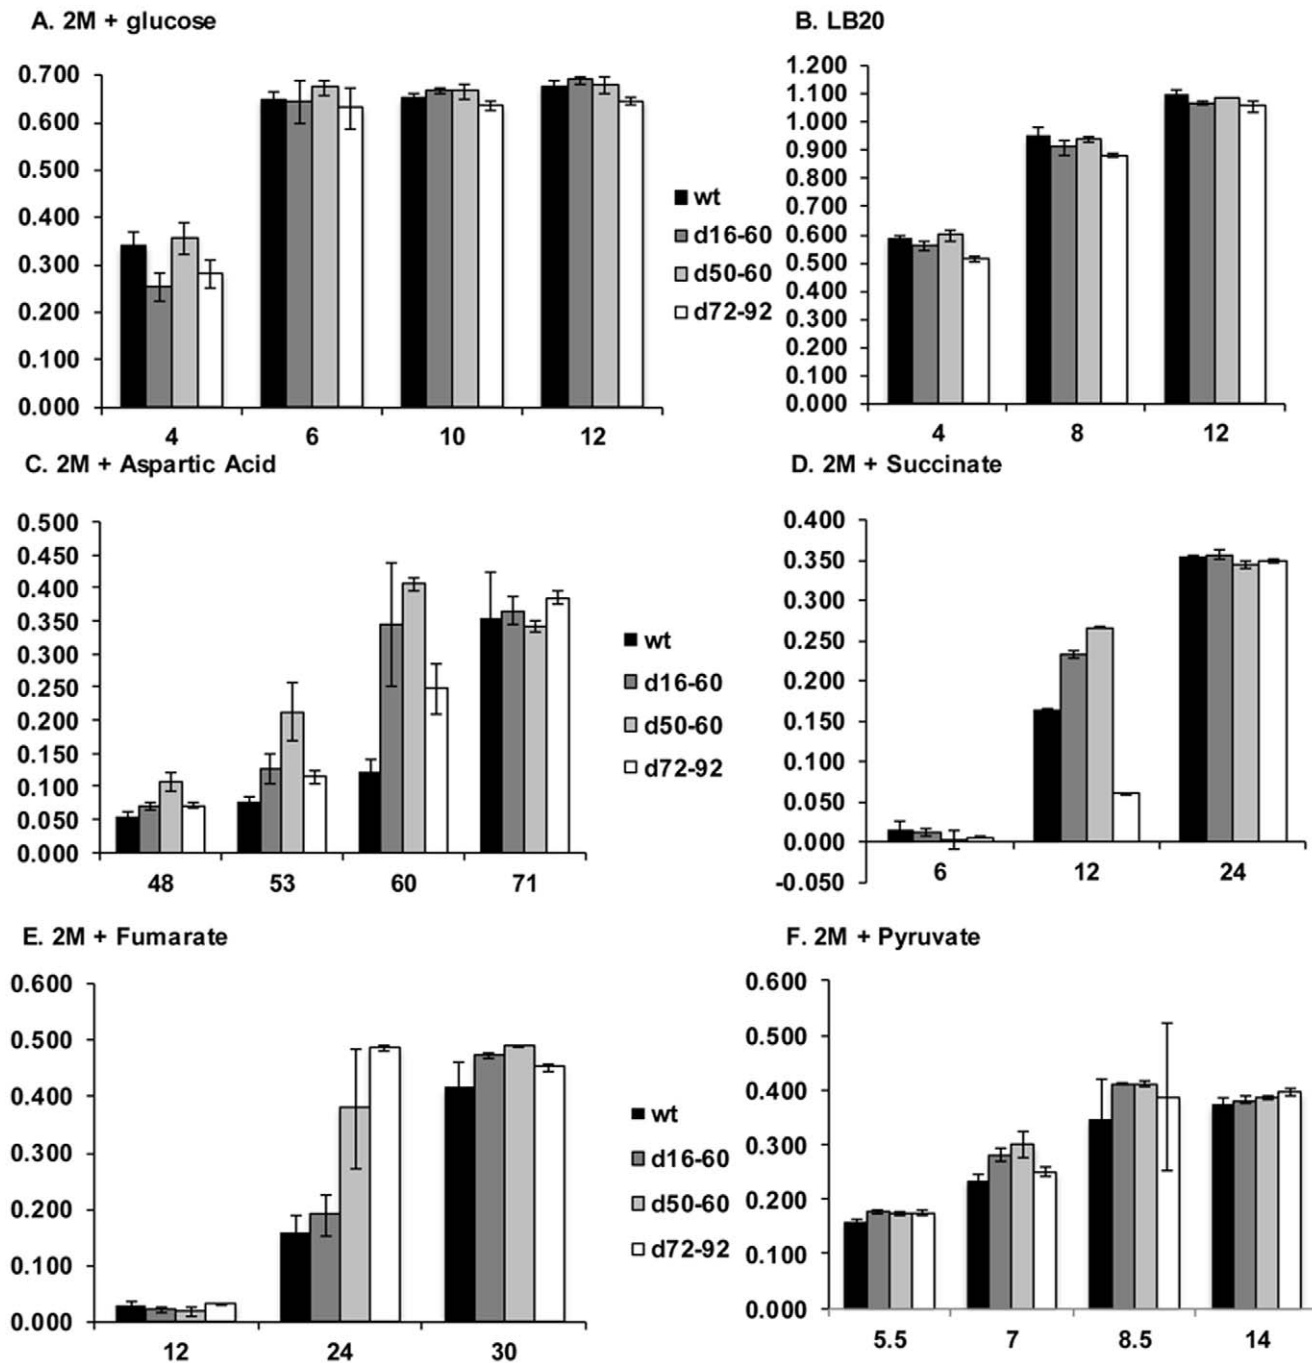 A. 2M + glucose
0.700
0.600
0.500
0.400
0.300
0.200
0.100
0.000
4 6 10 12
wt
d16-60
d50-60
d72-92
B. LB20
1.200
1.100
1.000
0.900
0.800
0.700
0.600
0.500
0.400
0.300
0.200
0.100
0.000
4 8 12
C. 2M + Aspartic Acid
0.500
0.450
0.400
0.350
0.300
0.250
0.200
0.150
0.100
0.050
0.000
48 53 60 71
wt
d16-60
d50-60
d72-92
D. 2M + Succinate
0.400
0.350
0.300
0.250
0.200
0.150
0.100
0.050
0.000
-0.050
6 12 24
E. 2M + Fumarate
0.600
0.500
0.400
0.300
0.200
0.100
0.000
12 24 30
wt
d16-60
d50-60
d72-92
F. 2M + Pyruvate
0.600
0.500
0.400
0.300
0.200
0.100
0.000
5.5 7 8.5 14